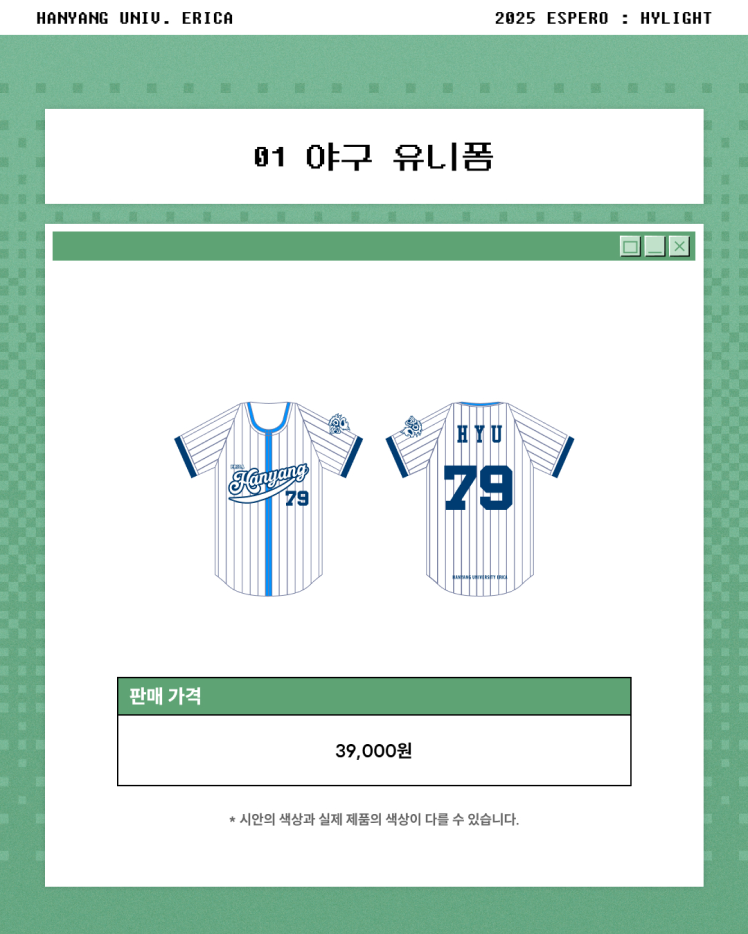 HANYANG UNIV. ERICA
2025 ESPERO : HYLIGHT
01 야구 유니폼
Hanyang
79
HYU
79
HANYANG UNIVERSITY ERICA
판매 가격
39,000원
* 시안의 색상과 실제 제품의 색상이 다를 수 있습니다.